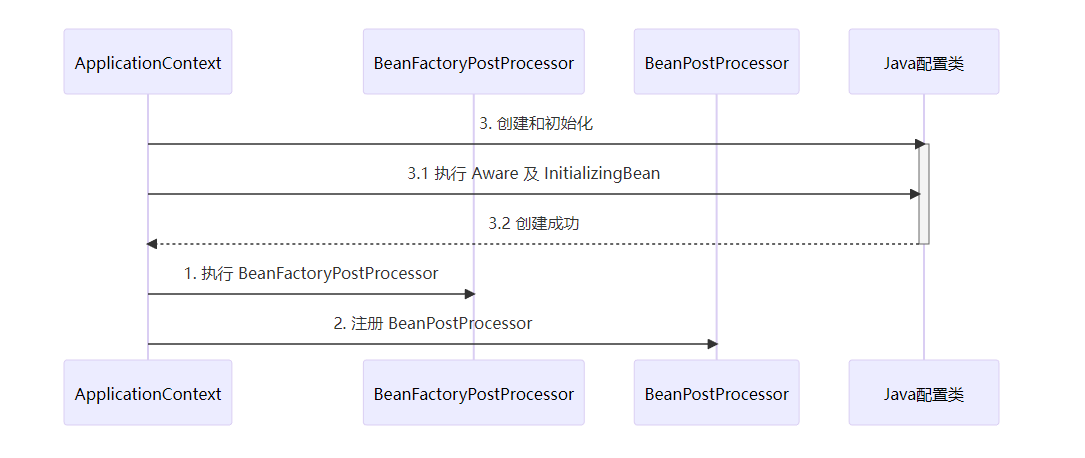 ApplicationContext
BeanFactoryPostProcessor
BeanPostProcessor
Java配置类
3. 创建和初始化
3.1 执行 Aware 及 InitializingBean
3.2 创建成功
1. 执行 BeanFactoryPostProcessor
2. 注册 BeanPostProcessor
ApplicationContext
BeanFactoryPostProcessor
BeanPostProcessor
Java配置类